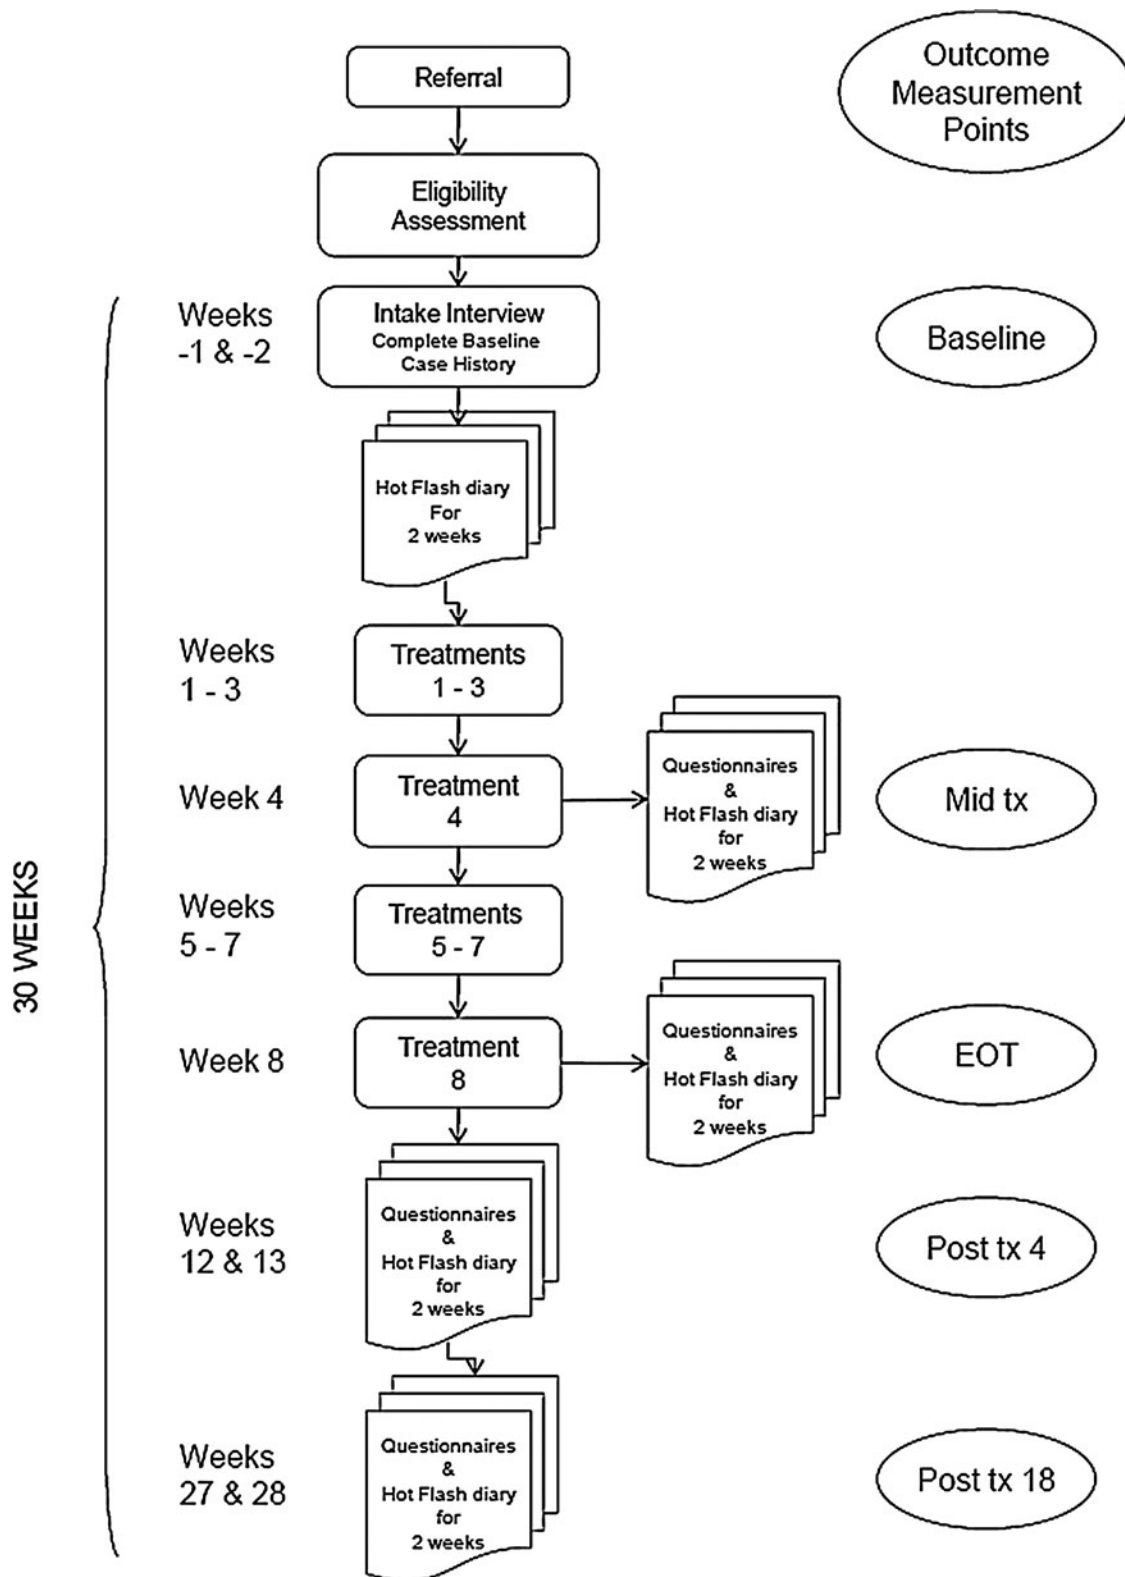 Referral
Outcome
Measurement
Points
Eligibility
Assessment
Weeks
-1 & -2
Intake Interview
Complete Baseline
Case History
Baseline
Hot Flash diary
For
2 weeks
Weeks
1 - 3
Treatments
1 - 3
Week 4
Treatment
4
Questionnaires
&
Hot Flash diary
for
2 weeks
Mid tx
30 WEEKS
Weeks
5 - 7
Treatments
5 - 7
Week 8
Treatment
8
Questionnaires
&
Hot Flash diary
for
2 weeks
EOT
Weeks
12 & 13
Questionnaires
&
Hot Flash diary
for
2 weeks
Post tx 4
Weeks
27 & 28
Questionnaires
&
Hot Flash diary
for
2 weeks
Post tx 18